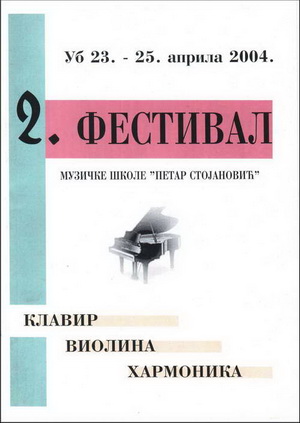 Уб 23. - 25. априла 2004.
2. ФЕСТИВАЛ
МУЗИЧКЕ ШКОЛЕ "ПЕТАР СТОЈАНОВИЋ"
КЛАВИР
ВИОЛИНА
ХАРМОНИКА